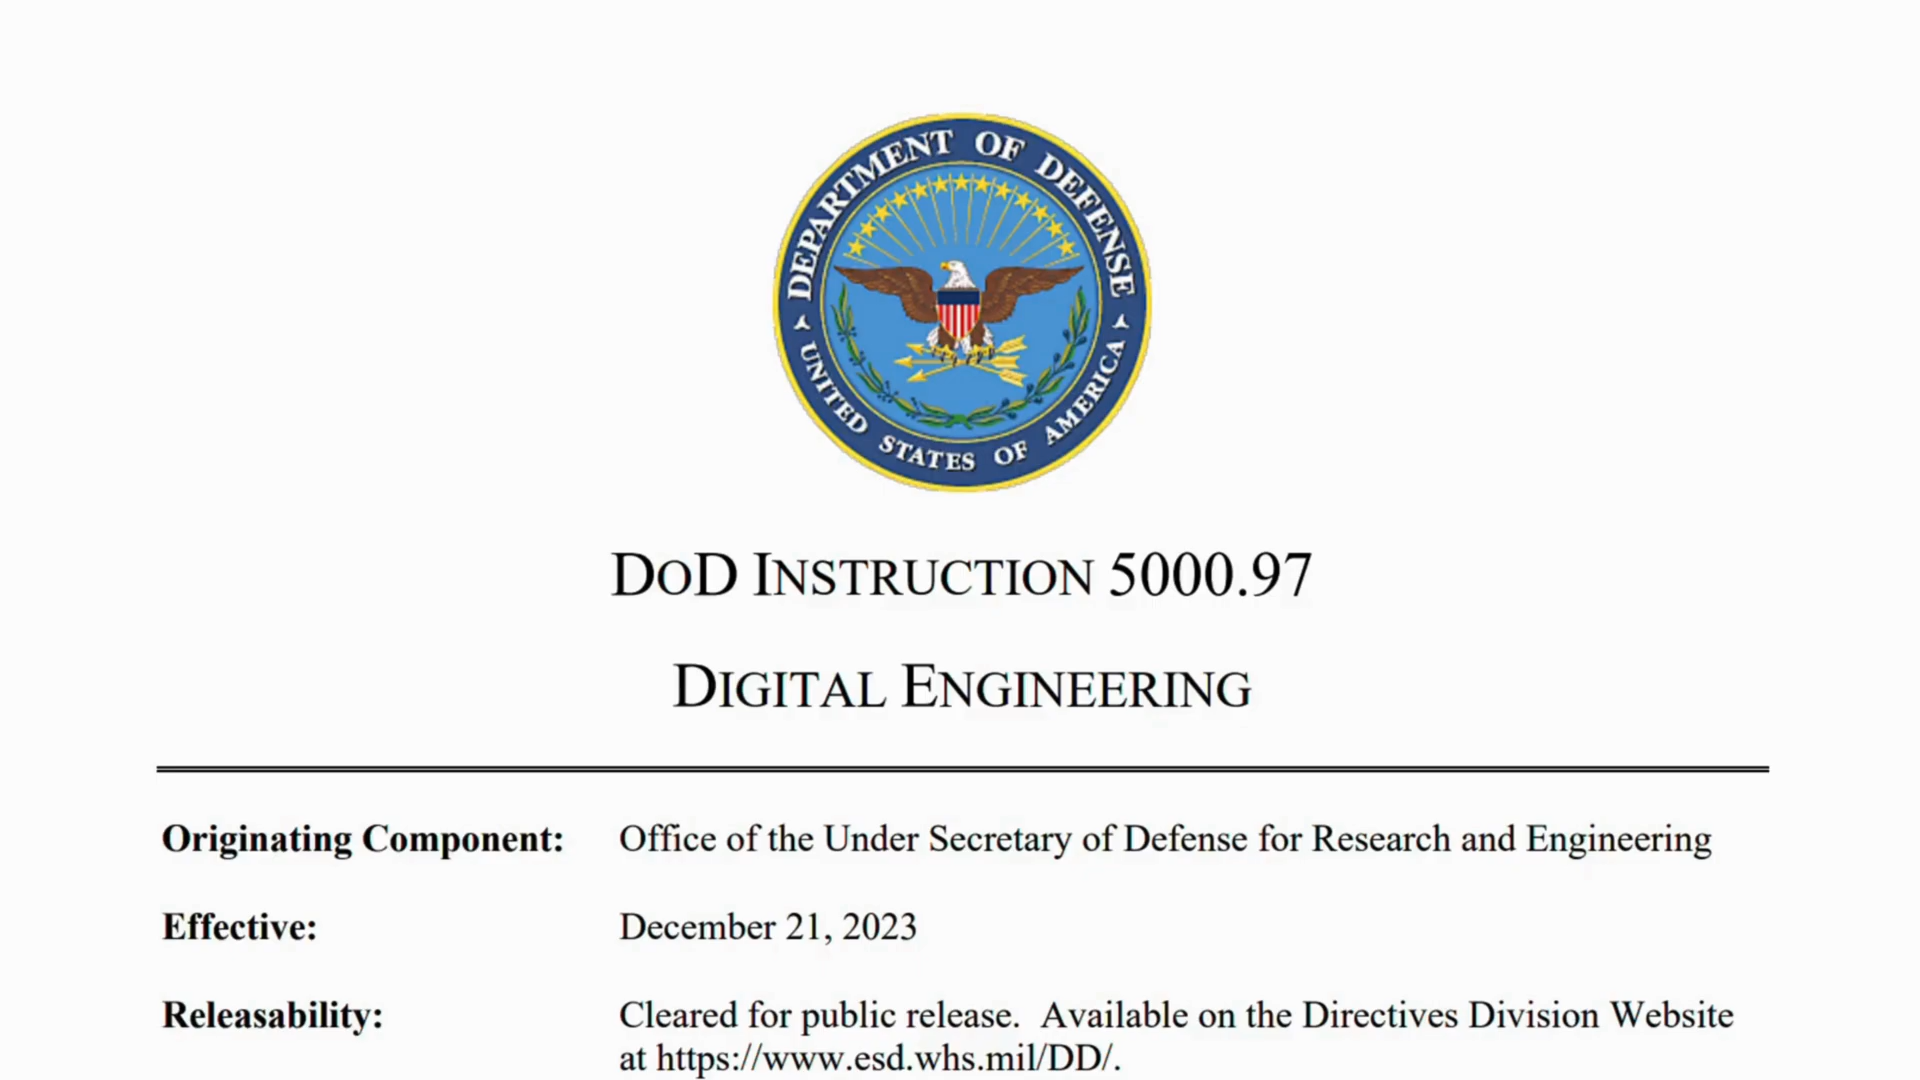 DEPARTMENT OF DEFENSE
UNITED STATES OF AMERICA
DOD INSTRUCTION 5000.97
DIGITAL ENGINEERING
Originating Component: Office of the Under Secretary of Defense for Research and Engineering
Effective: December 21, 2023
Releasability: Cleared for public release. Available on the Directives Division Website
at https://www.esd.whs.mil/DD/.